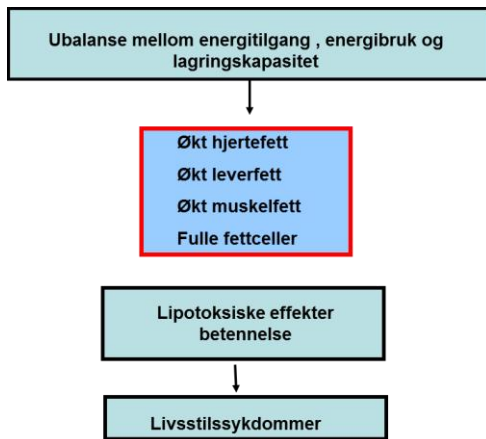 Ubalanse mellom energitilgang , energibruk og
lagringskapasitet
Økt hjertefett
Økt leverfett
Økt muskelfett
Fulle fettceller
Lipotoksiske effekter
betennelse
Livsstilssykdommer